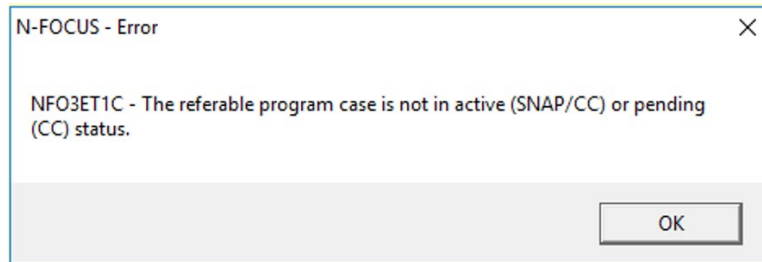 N-FOCUS - Error
NFO3ET1C - The referable program case is not in active (SNAP/CC) or pending
(CC) status.
OK